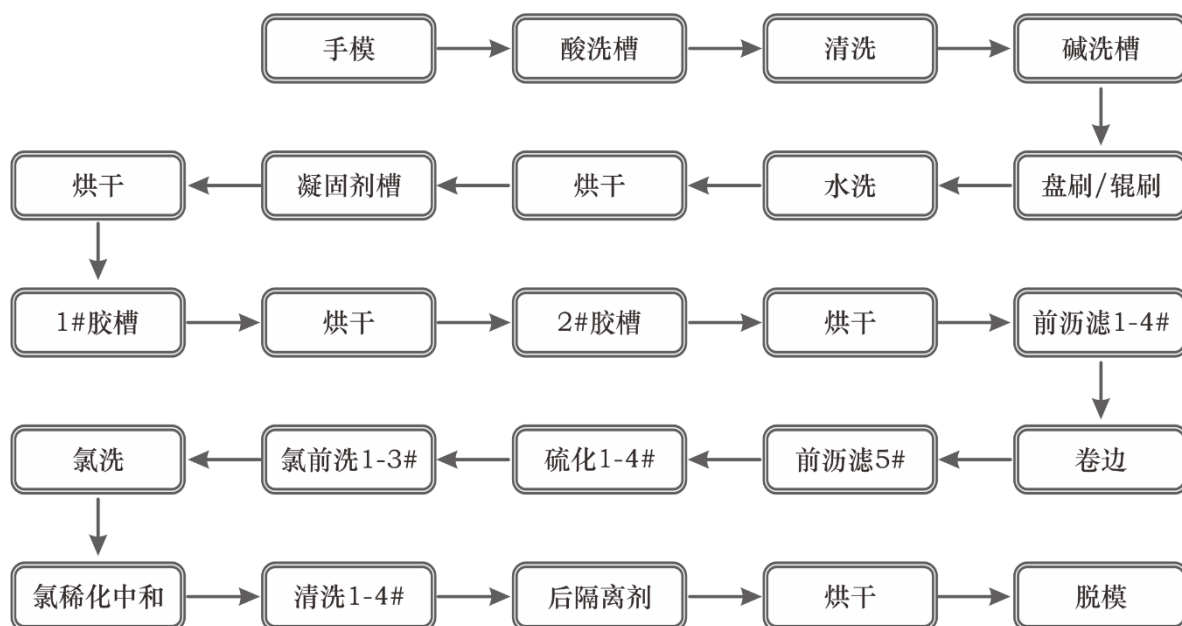 手模
酸洗槽
清洗
碱洗槽
盘刷/辊刷
水洗
烘干
凝固剂槽
烘干
1#胶槽
烘干
2#胶槽
烘干
前沥滤1-4#
卷边
前沥滤5#
硫化1-4#
氯前洗1-3#
氯洗
氯稀化中和
清洗1-4#
后隔离剂
烘干
脱模